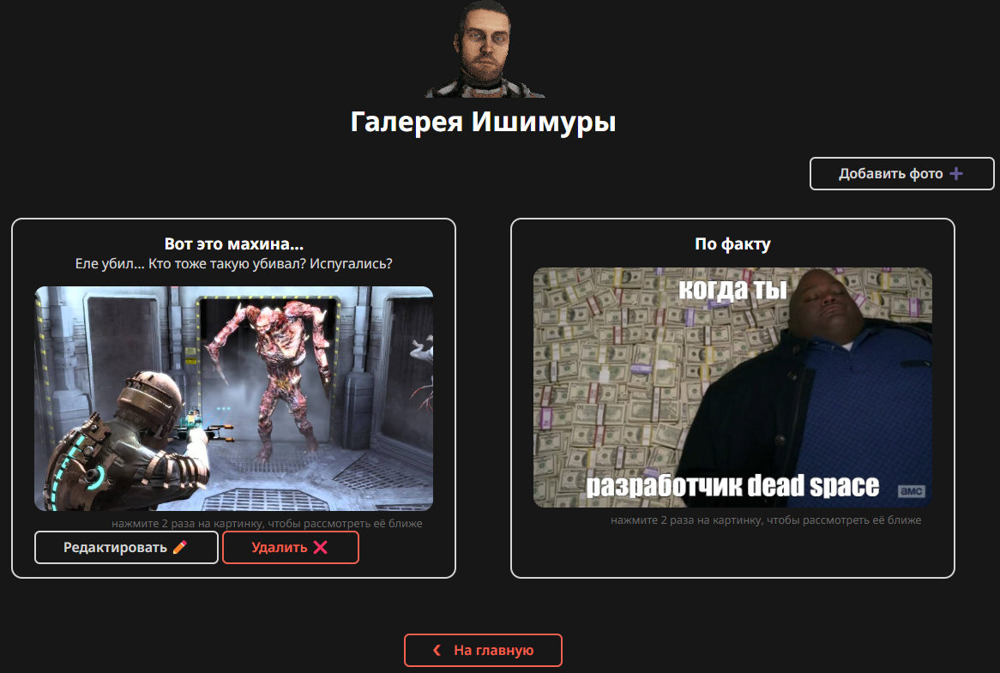 Галерея Ишимуры
Добавить фото
Вот это махина...
Еле убил... Кто тоже такую убивал? Испугались?
нажмите 2 раза на картинку, чтобы рассмотреть её ближе
Редактировать
Удалить
По факту
когда ты
разработчик dead space
amc
нажмите 2 раза на картинку, чтобы рассмотреть её ближе
На главную